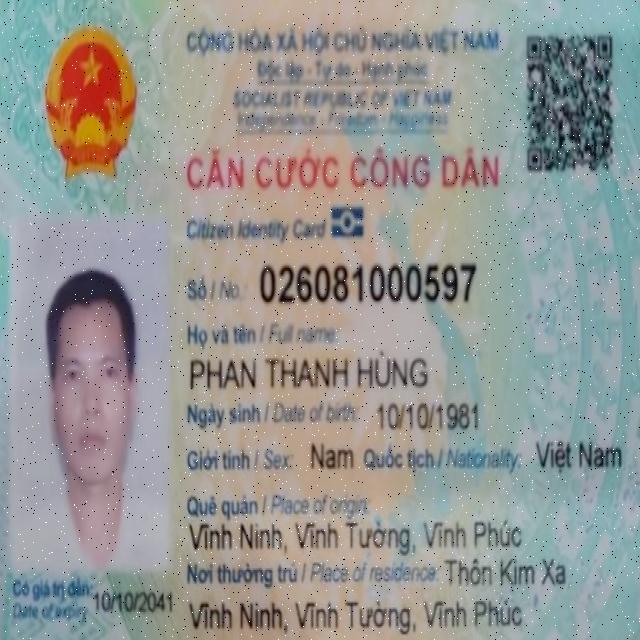 CỘNG HÒA XÃ HỘI CHỦ NGHĨA VIỆT NAM
Độc lập - Tự do - Hạnh phúc
SOCIALIST REPUBLIC OF VIET NAM
Independence - Freedom - Happiness
CĂN CƯỚC CÔNG DÂN
Citizen Identity Card
Số / No.: 026081000597
Họ và tên / Full name:
PHAN THANH HÙNG
Ngày sinh / Date of birth: 10/10/1981
Giới tính / Sex: Nam Quốc tịch / Nationality: Việt Nam
Quê quán / Place of origin:
Vĩnh Ninh, Vĩnh Tường, Vĩnh Phúc
Nơi thường trú / Place of residence: Thôn Kim Xa
Vĩnh Ninh, Vĩnh Tường, Vĩnh Phúc
Có giá trị đến: 10/10/2041
Date of expiry